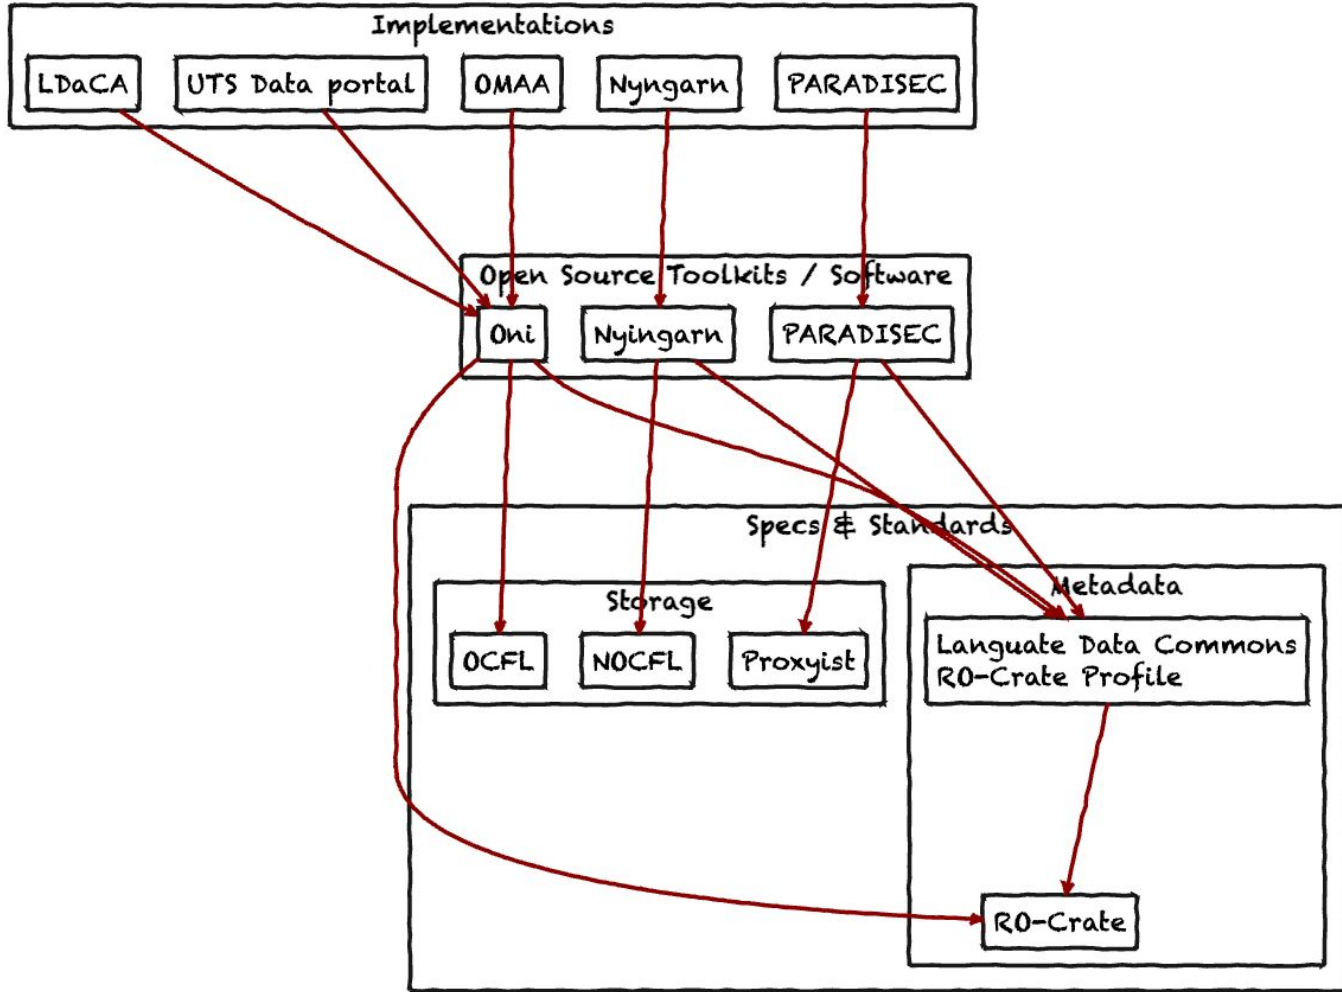 Implementations
LDaCA
UTS Data portal
OMAA
Nyngarn
PARADISEC
Open Source Toolkits / Software
Oni
Nyingarn
PARADISEC
Specs & Standards
Storage
Metadata
OCFL
NOCFL
Proxyist
Languate Data Commons
RO-Crate Profile
RO-Crate